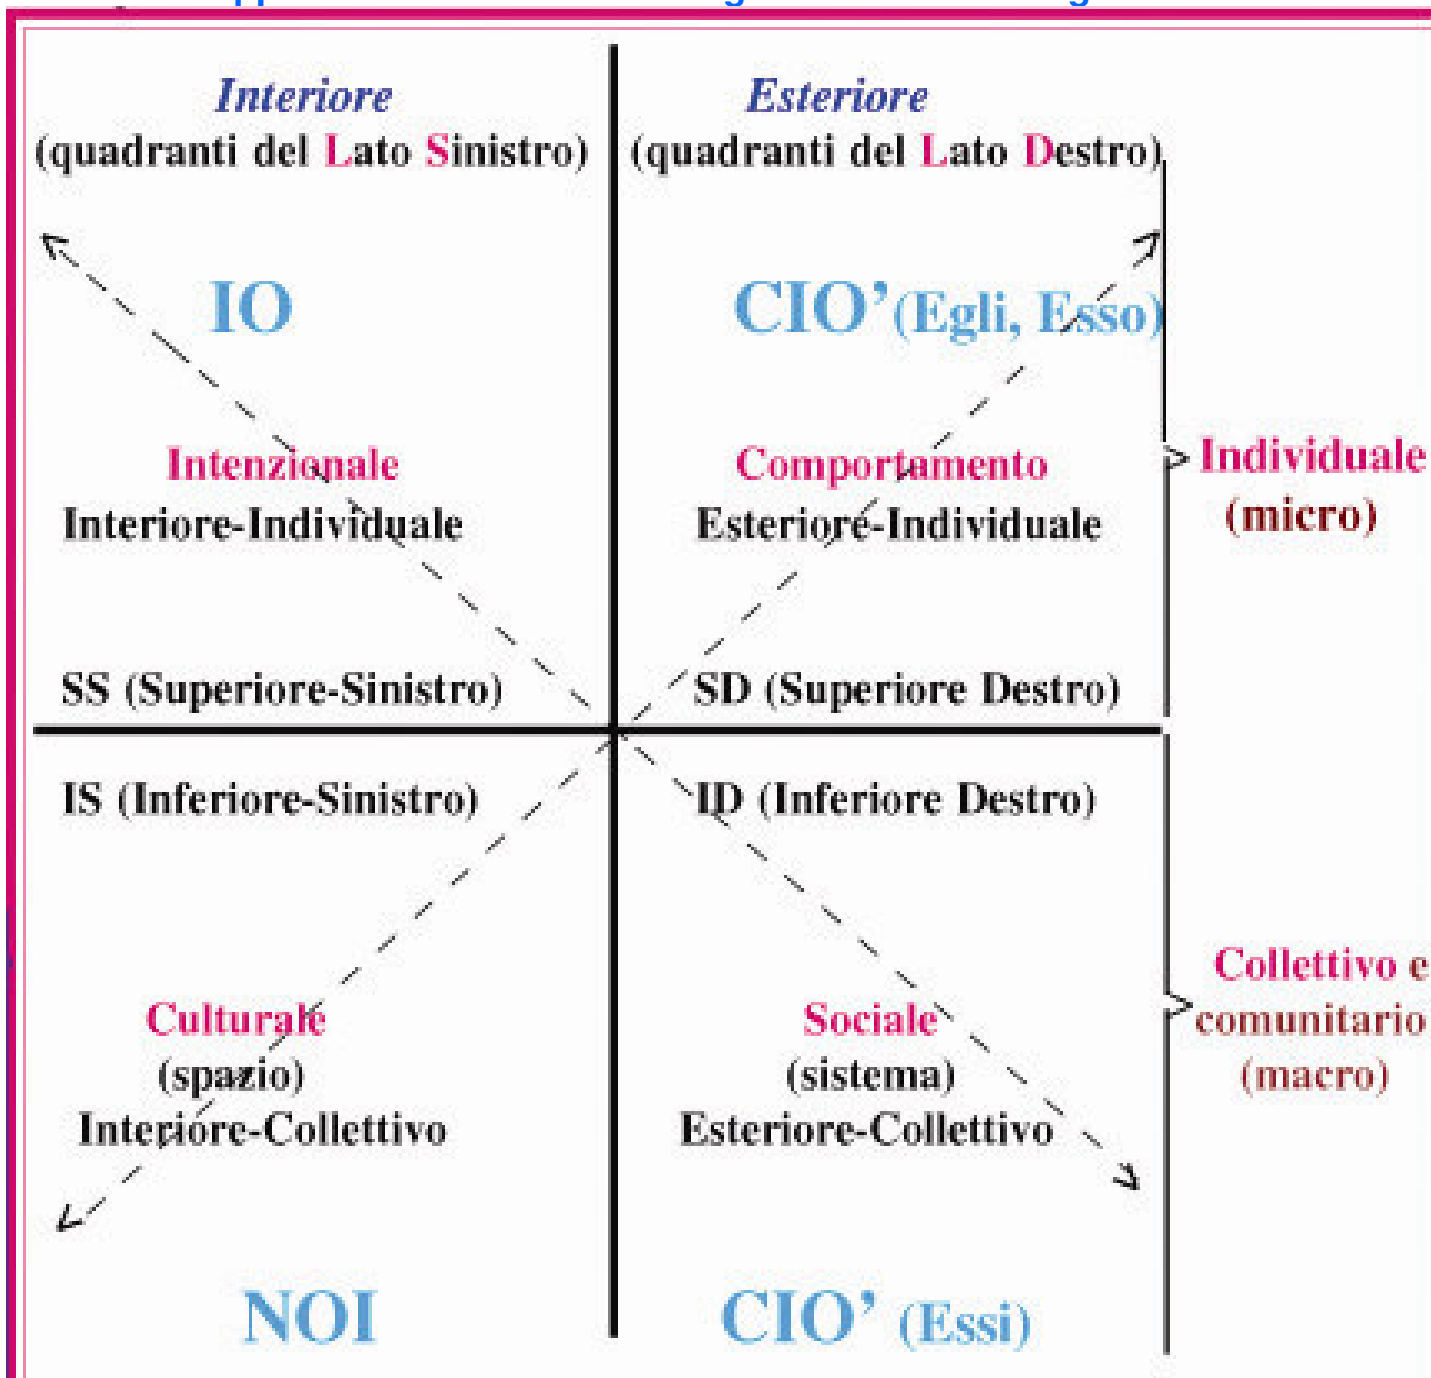 Interiore
(quadranti del Lato Sinistro)
Esteriore
(quadranti del Lato Destro)
IO
CIO’ (Egli, Esso)
Intenzionale
Interiore-Individuale
Comportamento
Esteriore-Individuale
Individuale
(micro)
SS (Superiore-Sinistro)
SD (Superiore Destro)
IS (Inferiore-Sinistro)
ID (Inferiore Destro)
Culturale
(spazio)
Interiore-Collettivo
Sociale
(sistema)
Esteriore-Collettivo
Collettivo e
comunitario
(macro)
NOI
CIO’ (Essi)